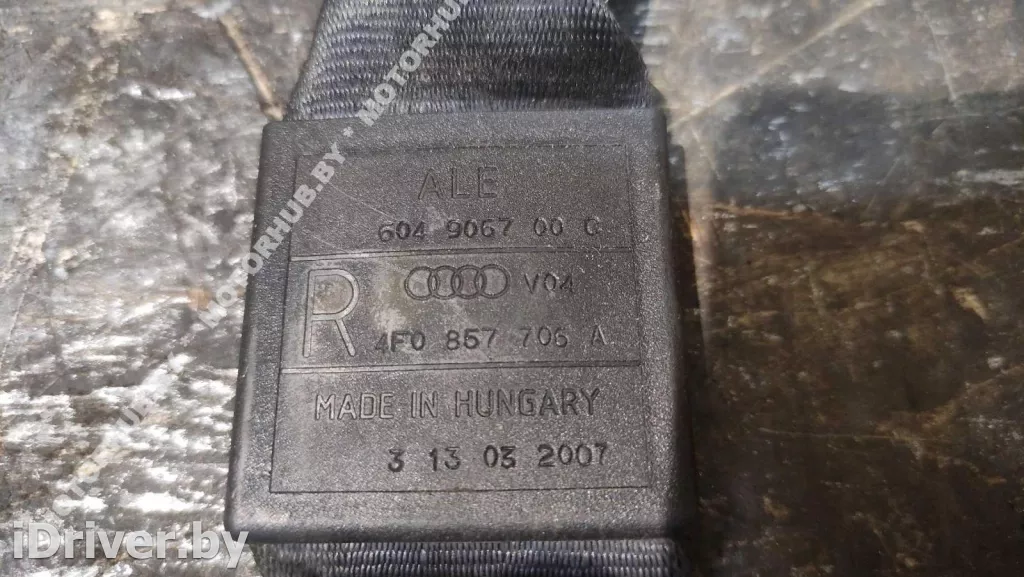 ALE
604 9067 00 C
R
V04
4F0 857 706 A
MADE IN HUNGARY
3 13 03 2007
MOTORHUB.BY * MOTORHUB
iDriver.by